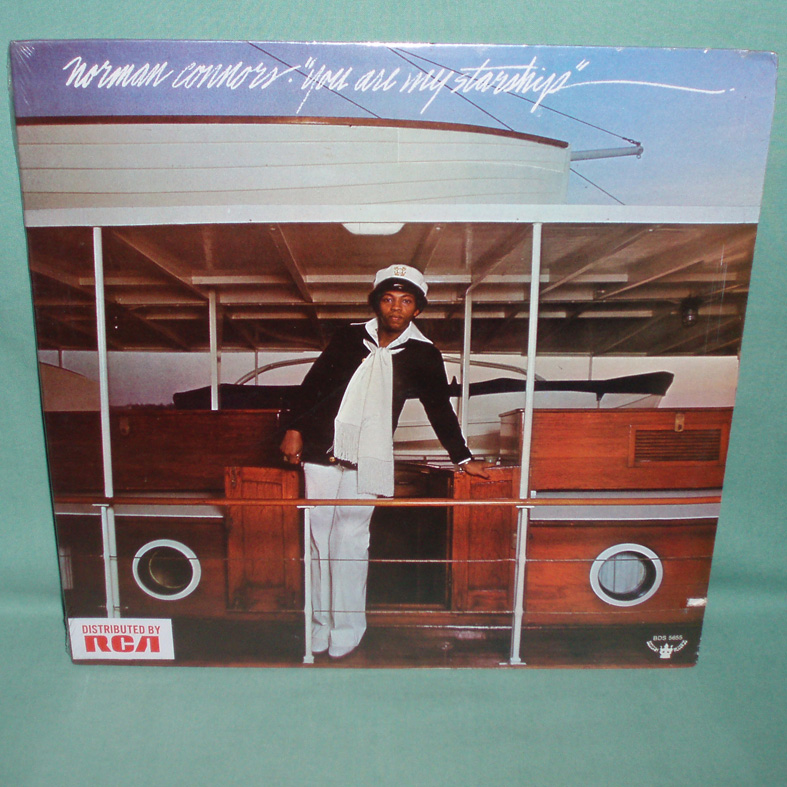 norman connors. "you are my starship"
DISTRIBUTED BY
RCA
BDS 5655